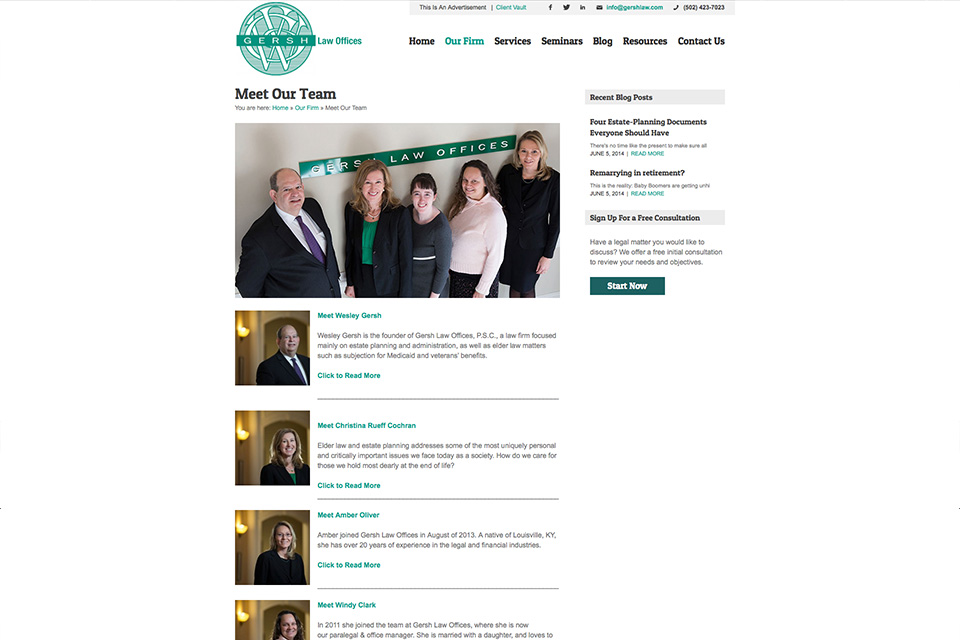 This Is An Advertisement | Client Vault
info@gershlaw.com
(502) 423-7023
GERSH
Law Offices
Home Our Firm Services Seminars Blog Resources Contact Us
Meet Our Team
You are here: Home » Our Firm » Meet Our Team
GERSH LAW OFFICES
Meet Wesley Gersh
Wesley Gersh is the founder of Gersh Law Offices, P.S.C., a law firm focused
mainly on estate planning and administration, as well as elder law matters
such as subjection for Medicaid and veterans' benefits.
Click to Read More
Meet Christina Rueff Cochran
Elder law and estate planning addresses some of the most uniquely personal
and critically important issues we face today as a society. How do we care for
those we hold most dearly at the end of life?
Click to Read More
Meet Amber Oliver
Amber joined Gersh Law Offices in August of 2013. A native of Louisville, KY,
she has over 20 years of experience in the legal and financial industries.
Click to Read More
Meet Windy Clark
In 2011 she joined the team at Gersh Law Offices, where she is now
our paralegal & office manager. She is married with a daughter, and loves to
Recent Blog Posts
Four Estate-Planning Documents
Everyone Should Have
There's no time like the present to make sure all
JUNE 5, 2014 | READ MORE
Remarrying in retirement?
This is the reality: Baby Boomers are getting unhi
JUNE 5, 2014 | READ MORE
Sign Up For a Free Consultation
Have a legal matter you would like to
discuss? We offer a free initial consultation
to review your needs and objectives.
Start Now